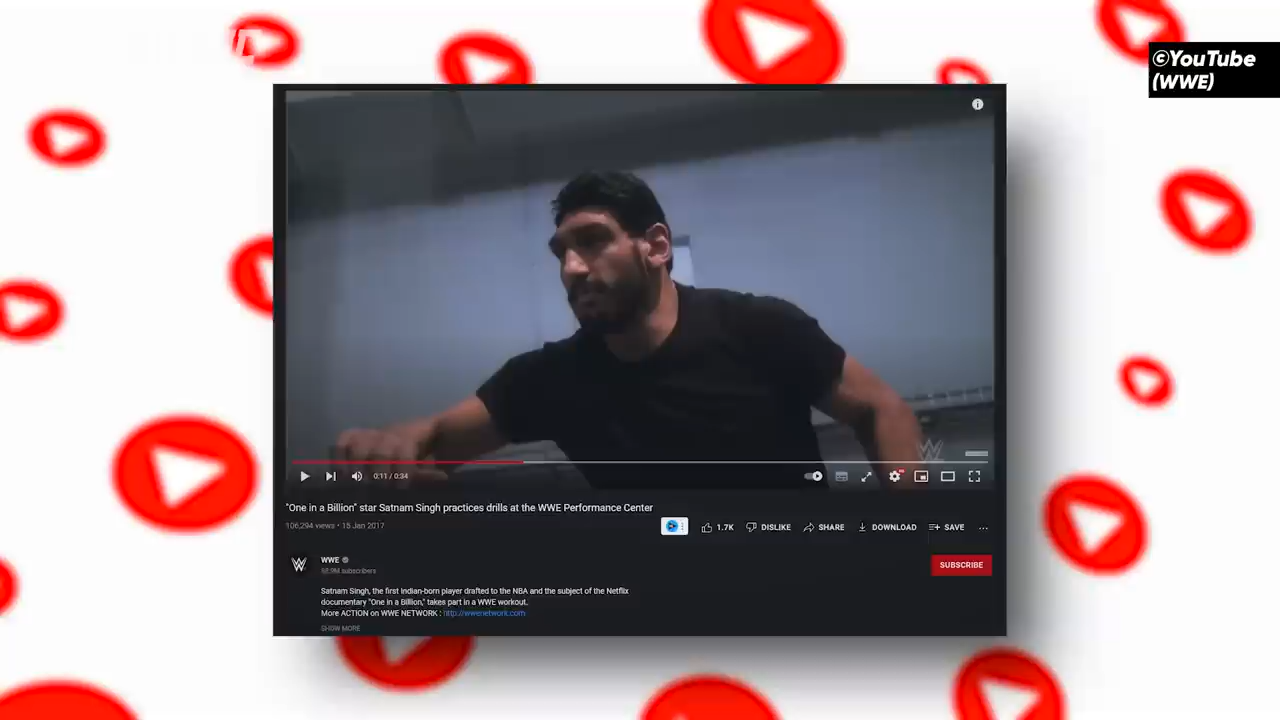 ©YouTube
(WWE)
0:11 / 0:34
"One in a Billion" star Satnam Singh practices drills at the WWE Performance Center
106,294 views • 15 Jan 2017
1.7K
DISLIKE
SHARE
DOWNLOAD
SAVE
WWE
SUBSCRIBE
Satnam Singh, the first Indian-born player drafted to the NBA and the subject of the Netflix
documentary "One in a Billion," takes part in a WWE workout.
More ACTION on WWE NETWORK : http://wwenetwork.com
SHOW MORE